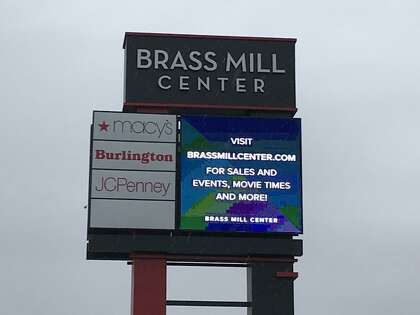 BRASS MILL
CENTER
macy's
Burlington
JCPenney
VISIT
BRASSMILLCENTER.COM
FOR SALES AND
EVENTS, MOVIE TIMES
AND MORE!
BRASS MILL CENTER